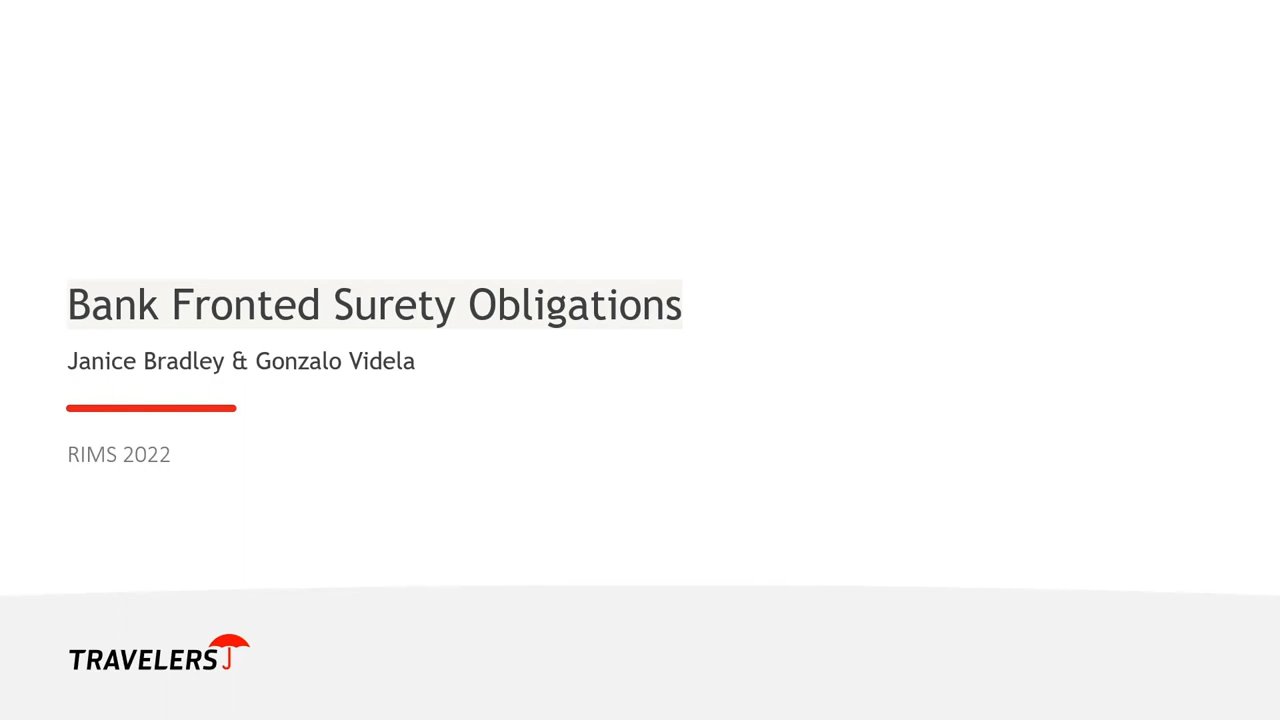 Bank Fronted Surety Obligations
Janice Bradley & Gonzalo Videla
RIMS 2022
TRAVELERS